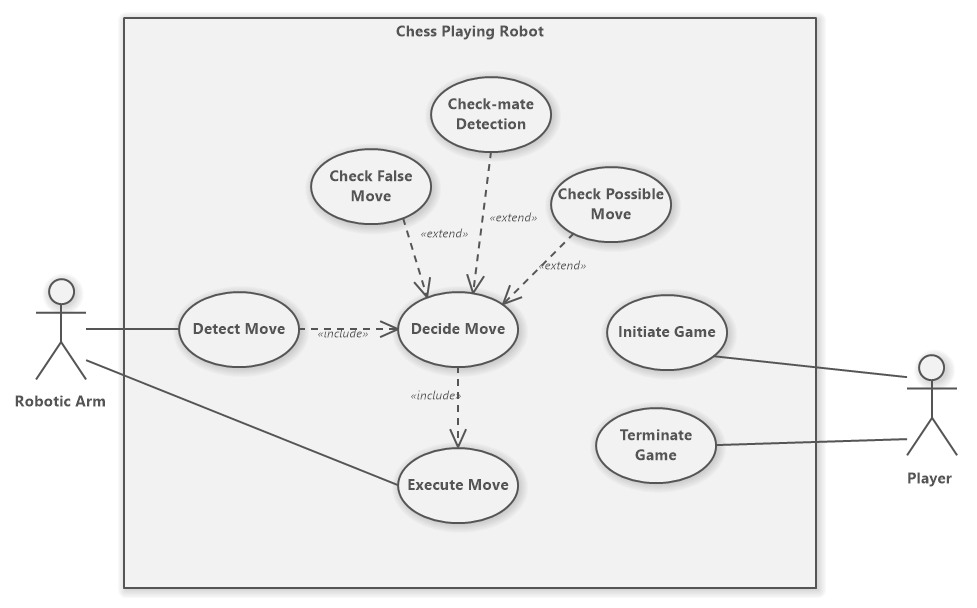 Chess Playing Robot
Check-mate
Detection
Check False
Move
Check Possible
Move
«extend»
«extend»
«extend»
Detect Move
«include»
Decide Move
Initiate Game
Robotic Arm
«include»
Terminate
Game
Execute Move
Player